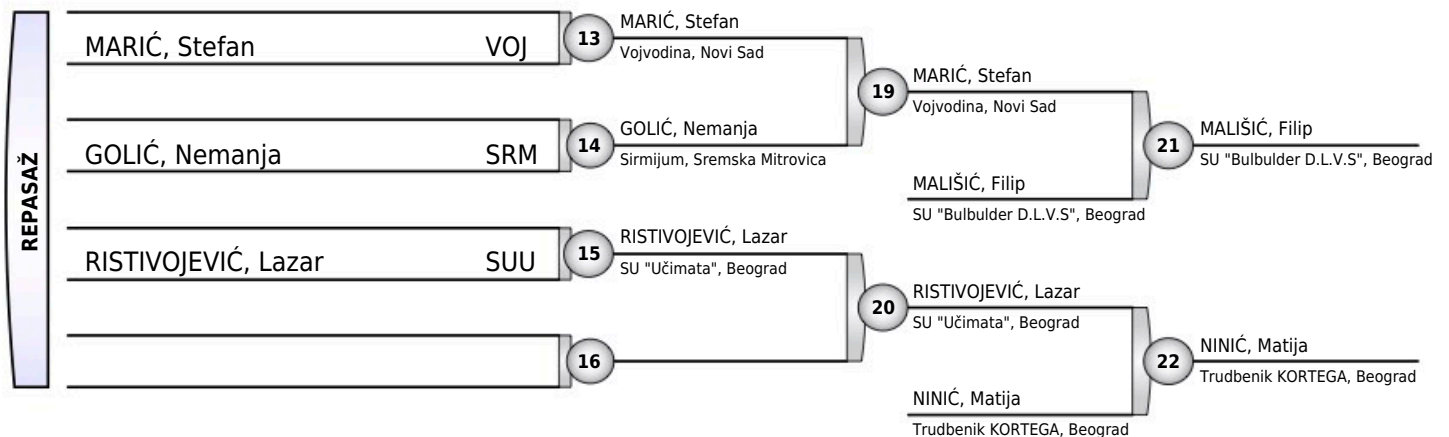 REPASAŽ
MARIĆ, Stefan VOJ
13
MARIĆ, Stefan
Vojvodina, Novi Sad
GOLIĆ, Nemanja SRM
14
GOLIĆ, Nemanja
Sirmijum, Sremska Mitrovica
19
MARIĆ, Stefan
Vojvodina, Novi Sad
MALIŠIĆ, Filip
SU "Bulbulder D.L.V.S", Beograd
21
MALIŠIĆ, Filip
SU "Bulbulder D.L.V.S", Beograd
RISTIVOJEVIĆ, Lazar SUU
15
RISTIVOJEVIĆ, Lazar
SU "Učimata", Beograd
16
20
RISTIVOJEVIĆ, Lazar
SU "Učimata", Beograd
NINIĆ, Matija
Trudbenik KORTEGA, Beograd
22
NINIĆ, Matija
Trudbenik KORTEGA, Beograd